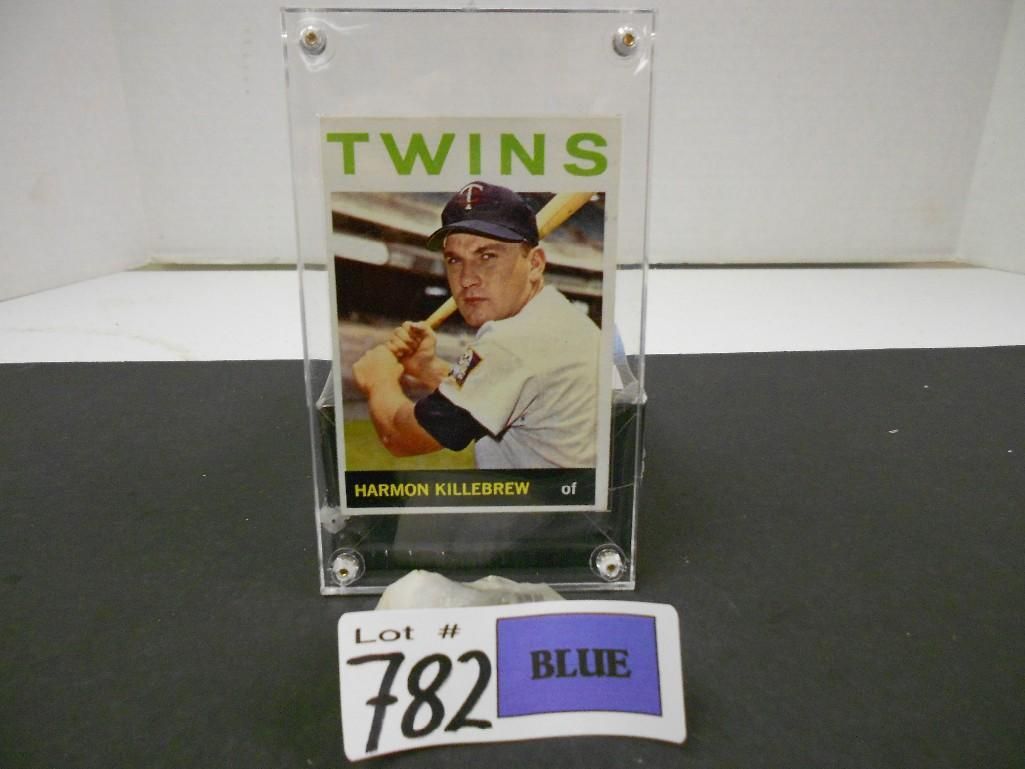 TWINS
T
HARMON KILLEBREW of
Lot #
782
BLUE